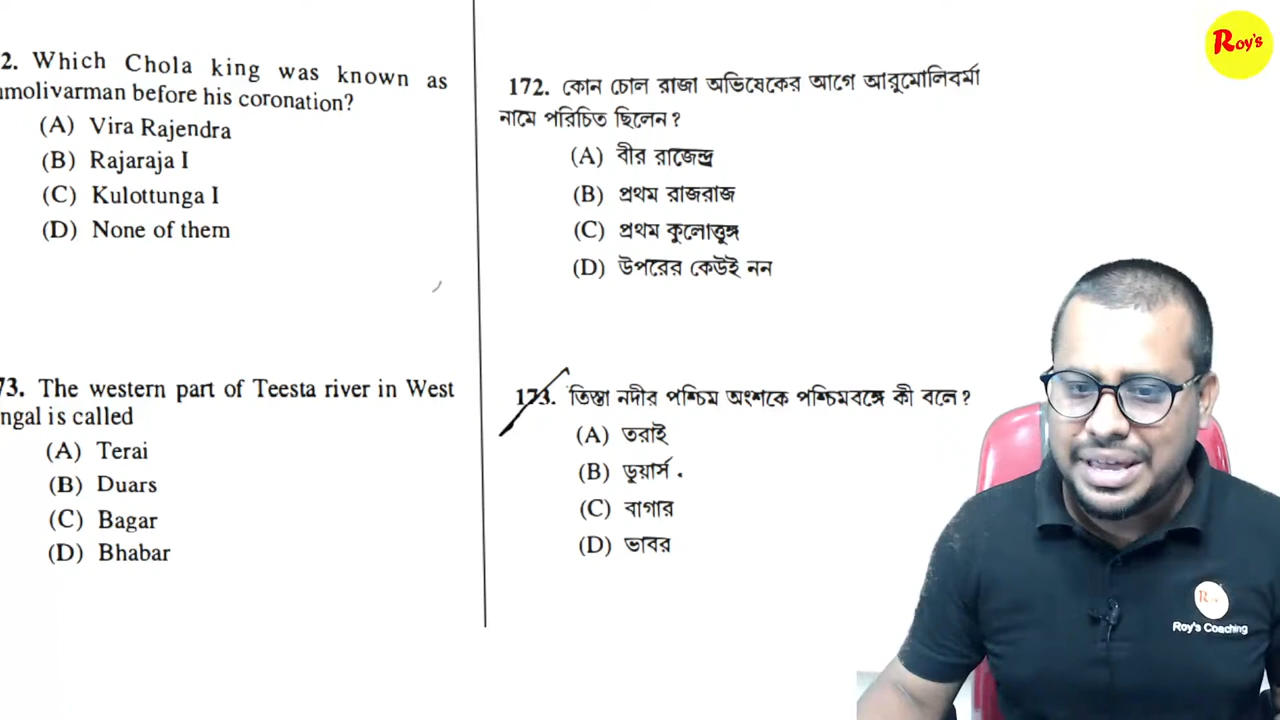 2. Which Chola king was known as
molivarman before his coronation?
(A) Vira Rajendra
(B) Rajaraja I
(C) Kulottunga I
(D) None of them
73. The western part of Teesta river in West
ngal is called
(A) Terai
(B) Duars
(C) Bagar
(D) Bhabar
172. কোন চোল রাজা অভিষেকের আগে আরুমোলিবর্মা
নামে পরিচিত ছিলেন ?
(A) বীর রাজেন্দ্র
(B) প্রথম রাজরাজ
(C) প্রথম কুলোত্তুঙ্গ
(D) উপরের কেউই নন
173. তিস্তা নদীর পশ্চিম অংশকে পশ্চিমবঙ্গে কী বলে ?
(A) তরাই
(B) ডুয়ার্স .
(C) বাগার
(D) ভাবর
Roy's
Roy's Coaching